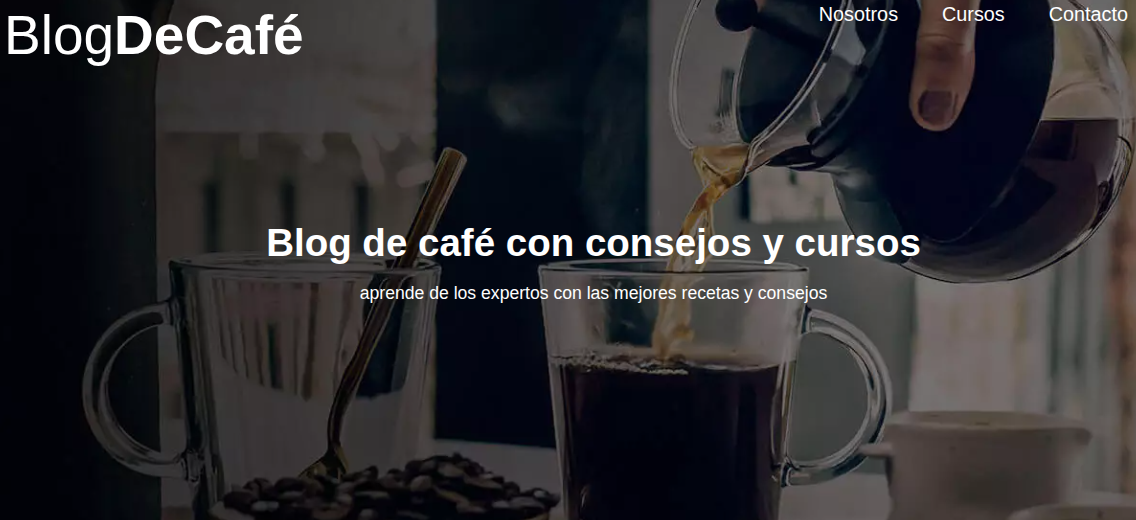 BlogDeCafé
Nosotros Cursos Contacto
Blog de café con consejos y cursos
aprende de los expertos con las mejores recetas y consejos